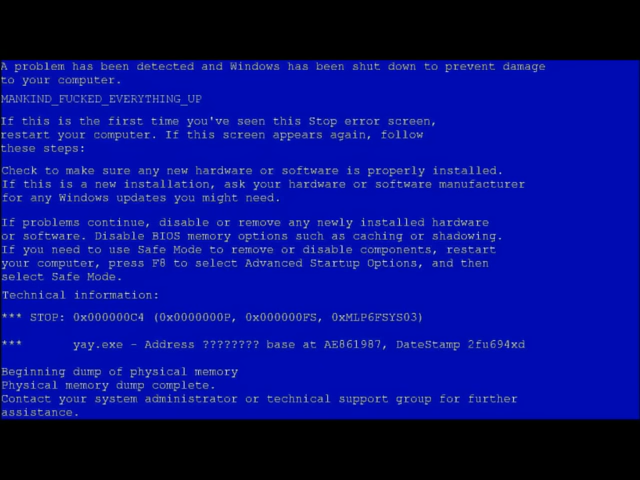 A problem has been detected and Windows has been shut down to prevent damage
to your computer.
MANKIND_FUCKED_EVERYTHING_UP
If this is the first time you've seen this Stop error screen,
restart your computer. If this screen appears again, follow
these steps:
Check to make sure any new hardware or software is properly installed.
If this is a new installation, ask your hardware or software manufacturer
for any Windows updates you might need.
If problems continue, disable or remove any newly installed hardware
or software. Disable BIOS memory options such as caching or shadowing.
If you need to use Safe Mode to remove or disable components, restart
your computer, press F8 to select Advanced Startup Options, and then
select Safe Mode.
Technical information:
*** STOP: 0x000000C4 (0x0000000P, 0x000000FS, 0xMLP6FSYS03)
*** yay.exe - Address ???????? base at AE861987, DateStamp 2fu694xd
Beginning dump of physical memory
Physical memory dump complete.
Contact your system administrator or technical support group for further
assistance.